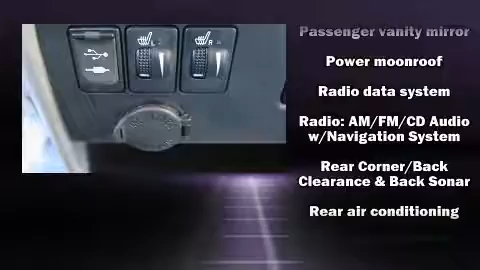 L
R
Passenger vanity mirror
Power moonroof
Radio data system
Radio: AM/FM/CD Audio
w/Navigation System
Rear Corner/Back
Clearance & Back Sonar
Rear air conditioning